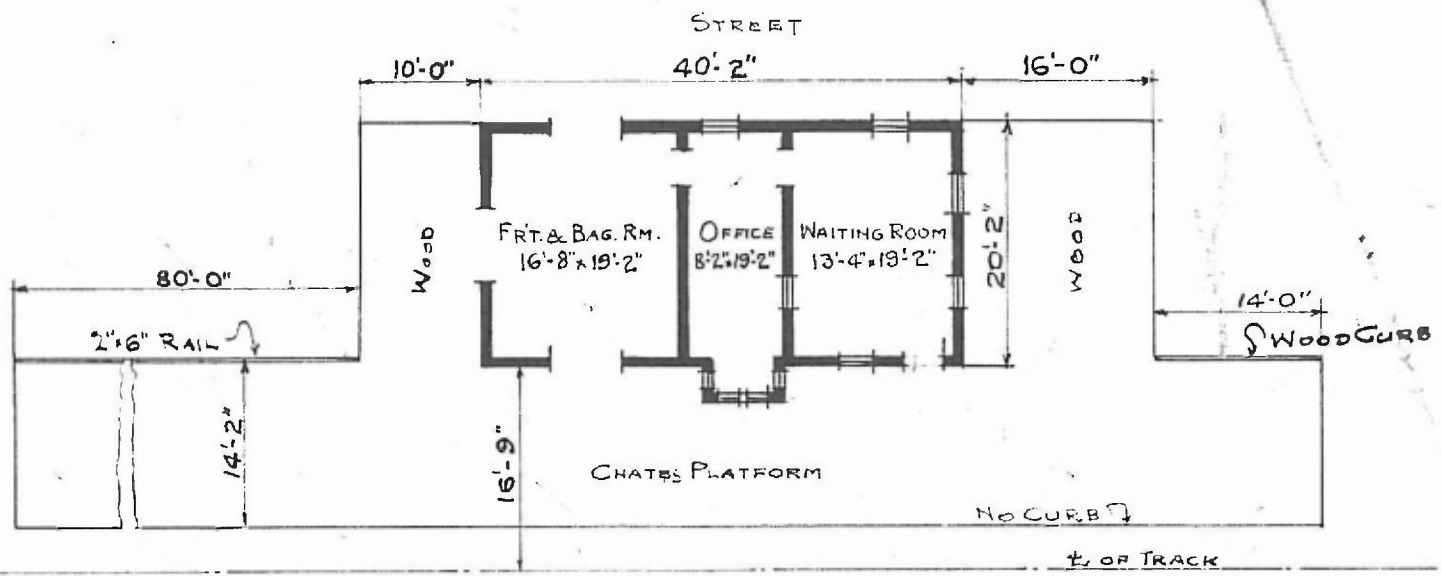 STREET
10'-0" 40'-2" 16'-0"
FR'T. & BAG. RM.
16'-8" x 19'-2"
OFFICE
8'-2" x 19'-2"
WAITING ROOM
13'-4" x 19'-2"
WOOD
20'-2"
WOOD
80'-0"
14'-0"
2" x 6" RAIL
WOOD CURB
14'-2"
16'-9"
CHATS: PLATFORM
NO CURB
℄ OF TRACK